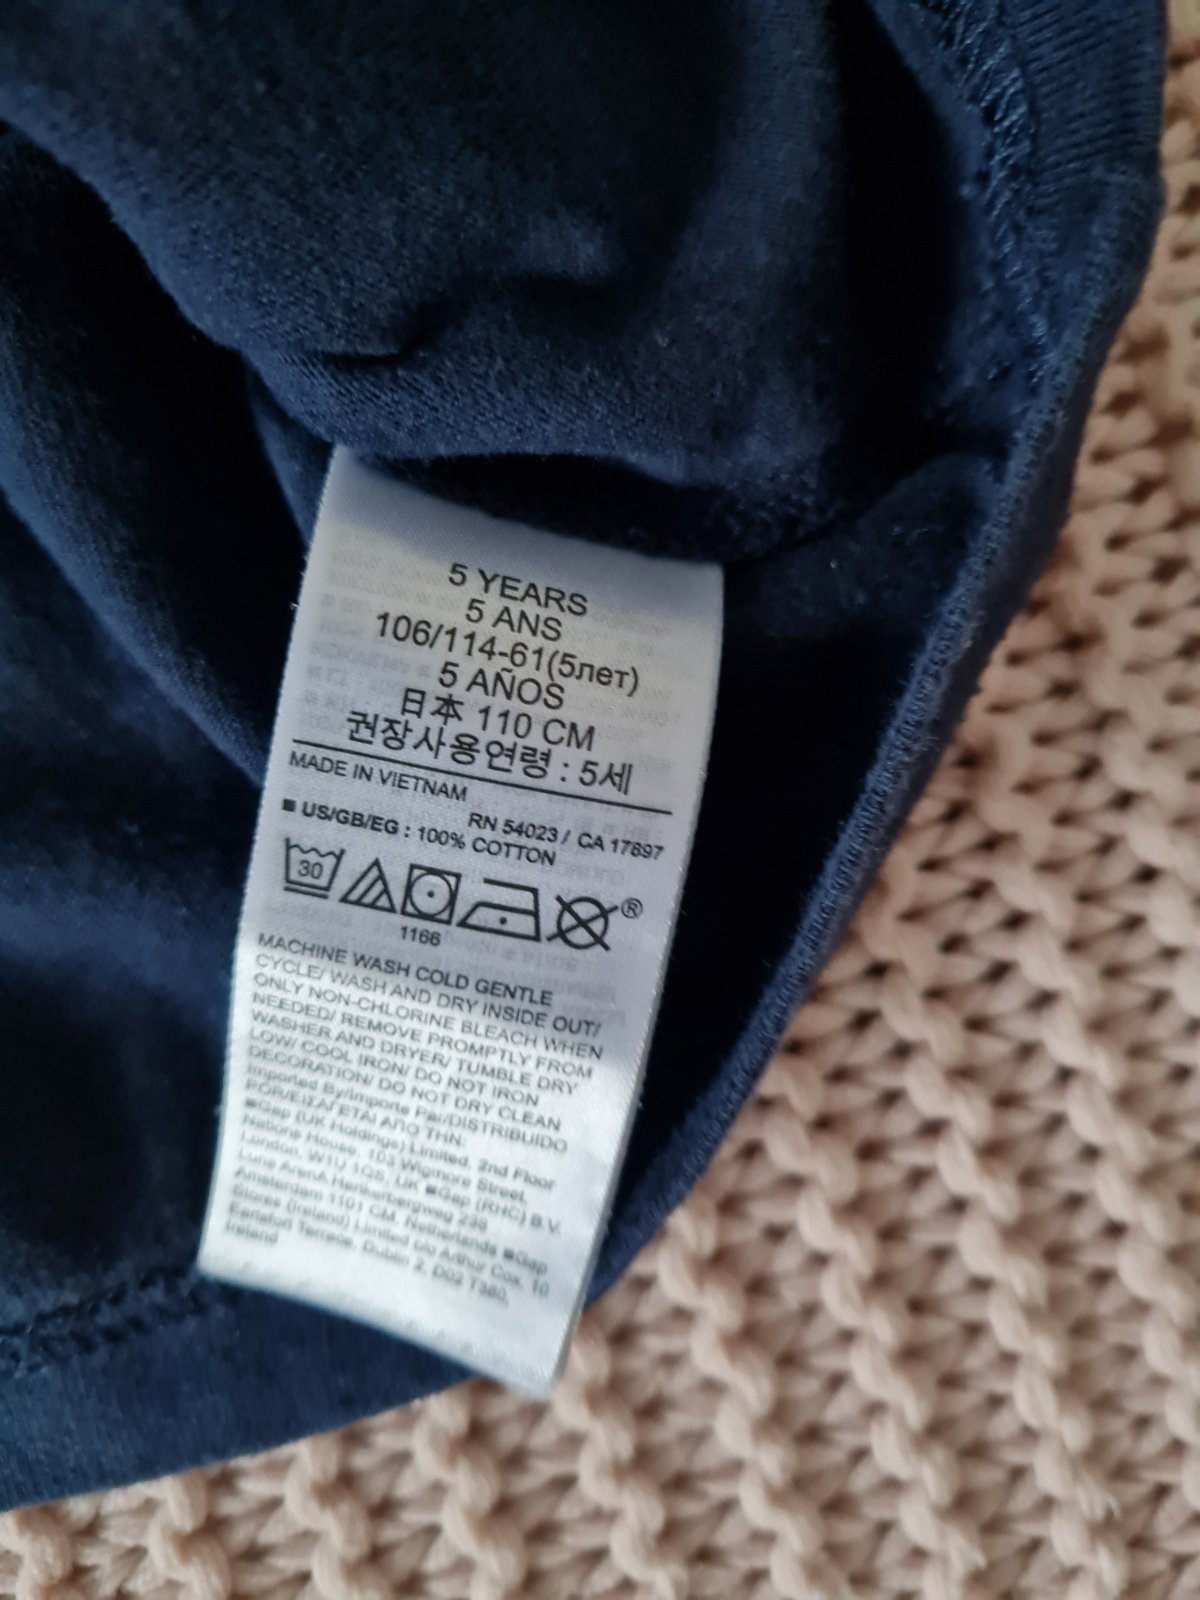 5 YEARS
5 ANS
106/114-61(5лет)
5 AÑOS
日本 110 CM
권장사용연령 : 5세
MADE IN VIETNAM
RN 54023 / CA 17897
■ US/GB/EG : 100% COTTON
30
®
1166
MACHINE WASH COLD GENTLE
CYCLE/ WASH AND DRY INSIDE OUT/
ONLY NON-CHLORINE BLEACH WHEN
NEEDED/ REMOVE PROMPTLY FROM
WASHER AND DRYER/ TUMBLE DRY
LOW/ COOL IRON/ DO NOT IRON
DECORATION/ DO NOT DRY CLEAN
Imported By/Importe Par/DISTRIBUIDO
POR/ΕΙΣΑΓΕΤΑΙ ΑΠΟ ΤΗΝ:
■Gap (UK Holdings) Limited, 2nd Floor
Nations House, 103 Wigmore Street,
London, W1U 1QS, UK ■Gap (RHC) B.V.
Luna ArenA Herikerbergweg 238
Amsterdam 1101 CM, Netherlands ■Gap
Stores (Ireland) Limited c/o Arthur Cox, 10
Earlsfort Terrace, Dublin 2, D02 T380,
Ireland